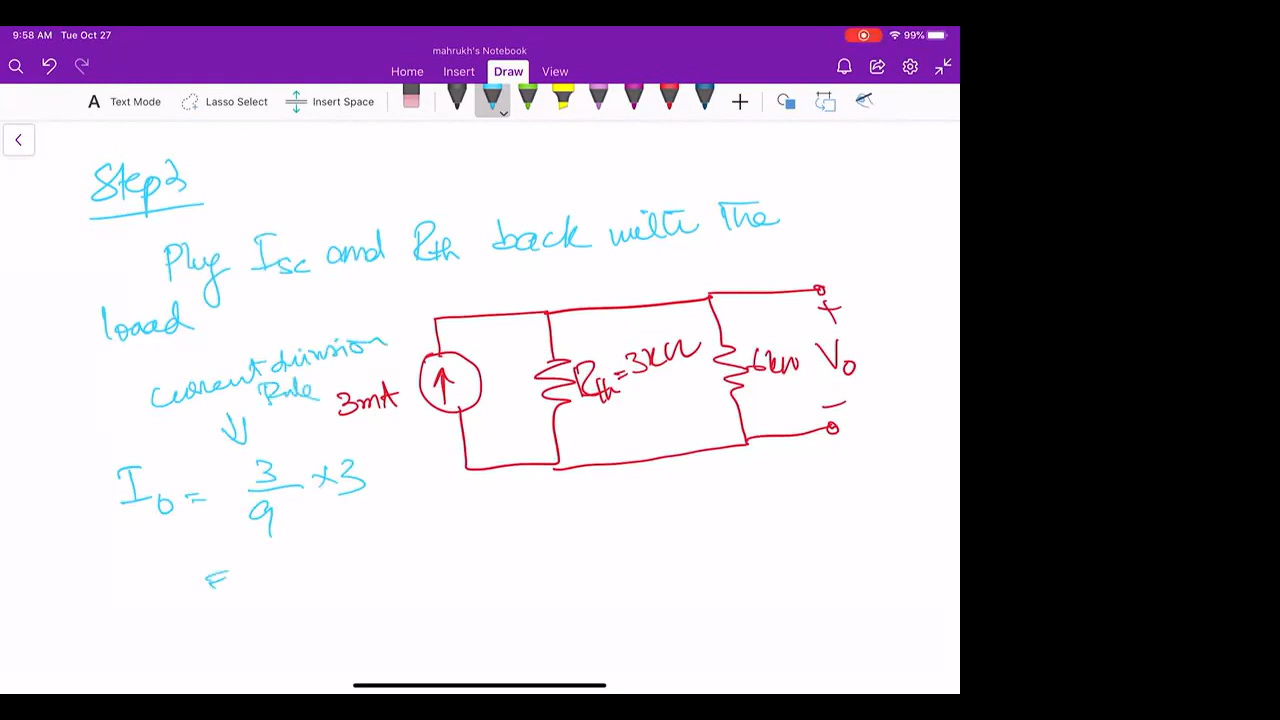 9:58 AM Tue Oct 27
99%
mahrukh's Notebook
Home Insert Draw View
Text Mode Lasso Select Insert Space
Step 3
Plug Isc and Rth back with the
load
current division
Rule
3mA
Rth = 3kΩ
6kΩ
+
Vo
−
Io = 3/9 × 3
=